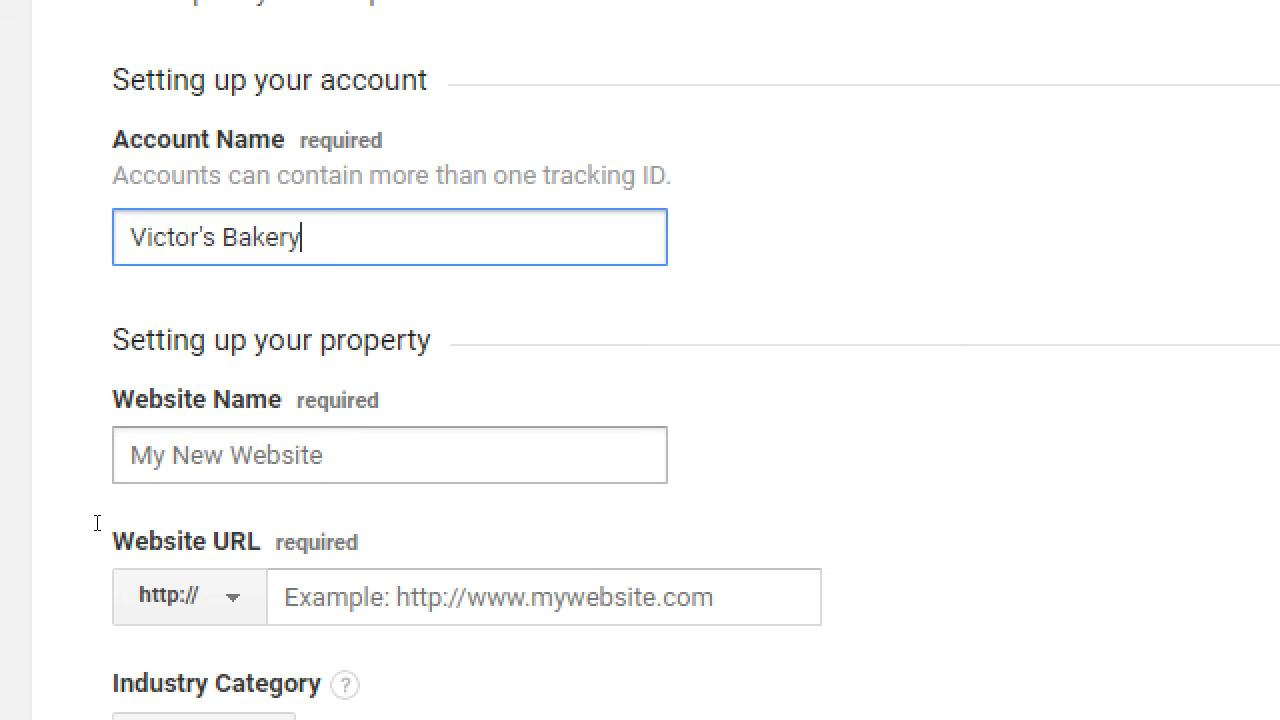 Setting up your account
Account Name required
Accounts can contain more than one tracking ID.
Victor's Bakery
Setting up your property
Website Name required
My New Website
Website URL required
http:// Example: http://www.mywebsite.com
Industry Category ?